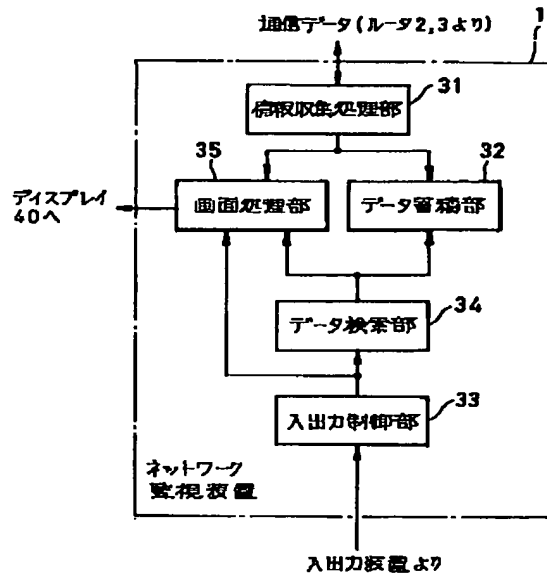 通信データ(ルータ2,3より)
1
31
情報収集処理部
35
32
ディスプレイ
40へ
画面処理部
データ蓄積部
34
データ検索部
33
入出力制御部
ネットワーク
監視装置
入出力装置より